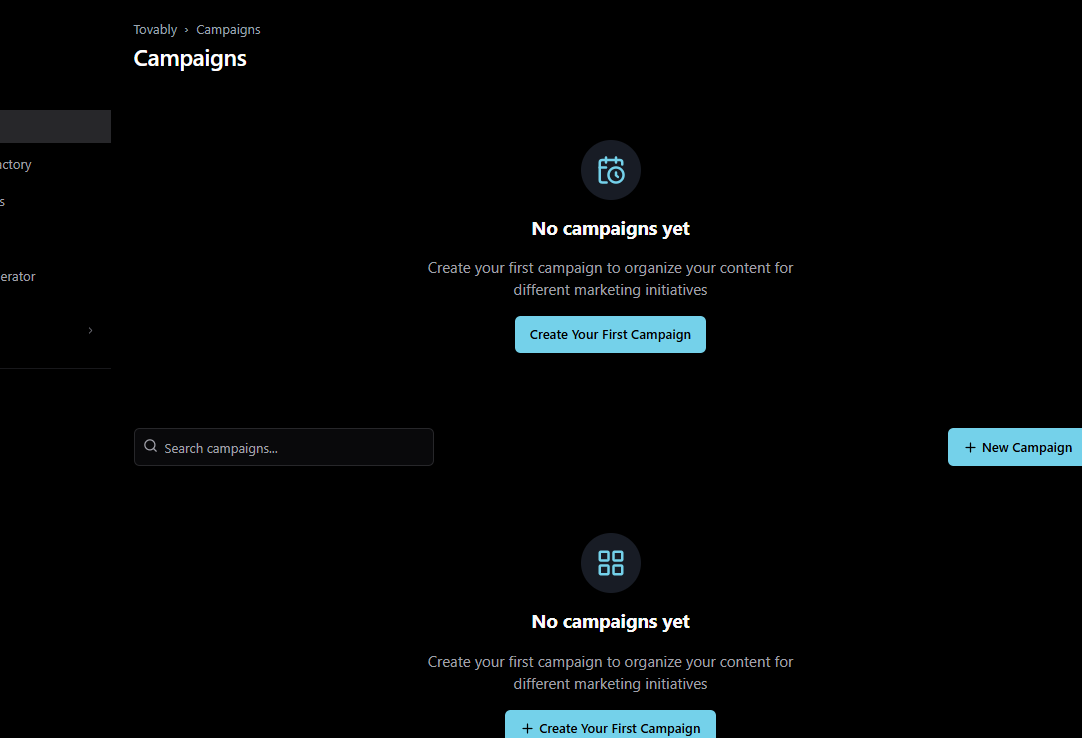 Tovably › Campaigns
Campaigns
actory
s
erator
No campaigns yet
Create your first campaign to organize your content for
different marketing initiatives
Create Your First Campaign
Search campaigns...
+ New Campaign
No campaigns yet
Create your first campaign to organize your content for
different marketing initiatives
+ Create Your First Campaign